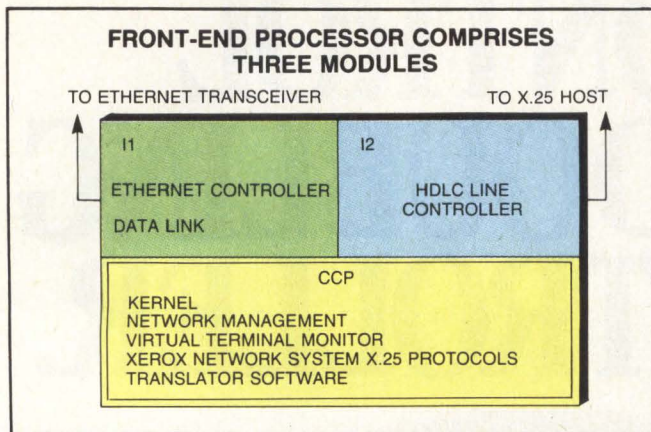 FRONT-END PROCESSOR COMPRISES
THREE MODULES
TO ETHERNET TRANSCEIVER
TO X.25 HOST
I1
ETHERNET CONTROLLER
DATA LINK
I2
HDLC LINE
CONTROLLER
CCP
KERNEL
NETWORK MANAGEMENT
VIRTUAL TERMINAL MONITOR
XEROX NETWORK SYSTEM X.25 PROTOCOLS
TRANSLATOR SOFTWARE